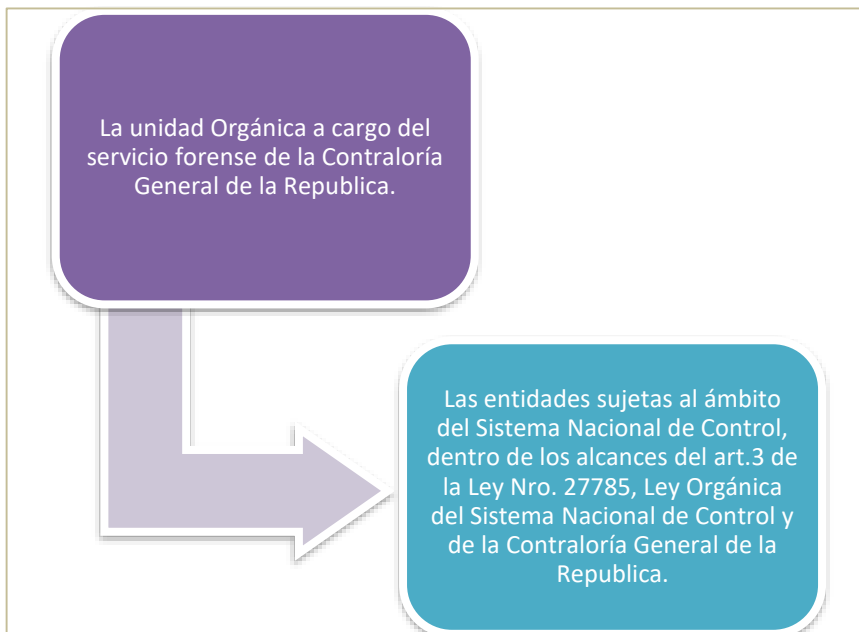 La unidad Orgánica a cargo del
servicio forense de la Contraloría
General de la Republica.
Las entidades sujetas al ámbito
del Sistema Nacional de Control,
dentro de los alcances del art.3 de
la Ley Nro. 27785, Ley Orgánica
del Sistema Nacional de Control y
de la Contraloría General de la
Republica.